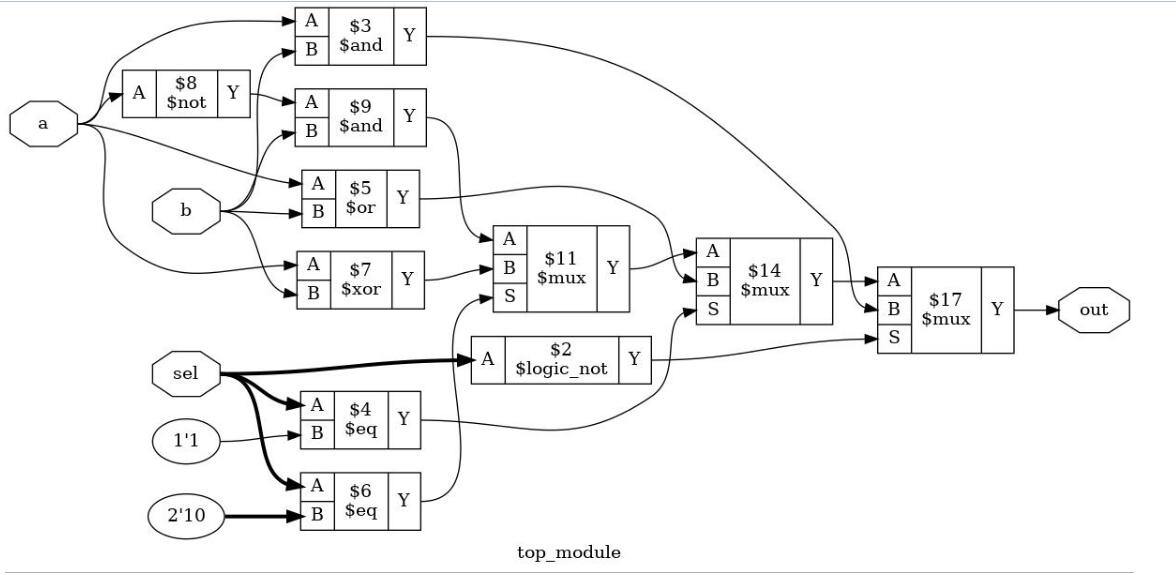 a
b
sel
1'1
2'10
A $8 Y
$not
A $3 Y
B $and
A $9 Y
B $and
A $5 Y
B $or
A $7 Y
B $xor
A $4 Y
B $eq
A $6 Y
B $eq
A $11 Y
B $mux
S
A $2 Y
$logic_not
A $14 Y
B $mux
S
A $17 Y
B $mux
S
out
top_module